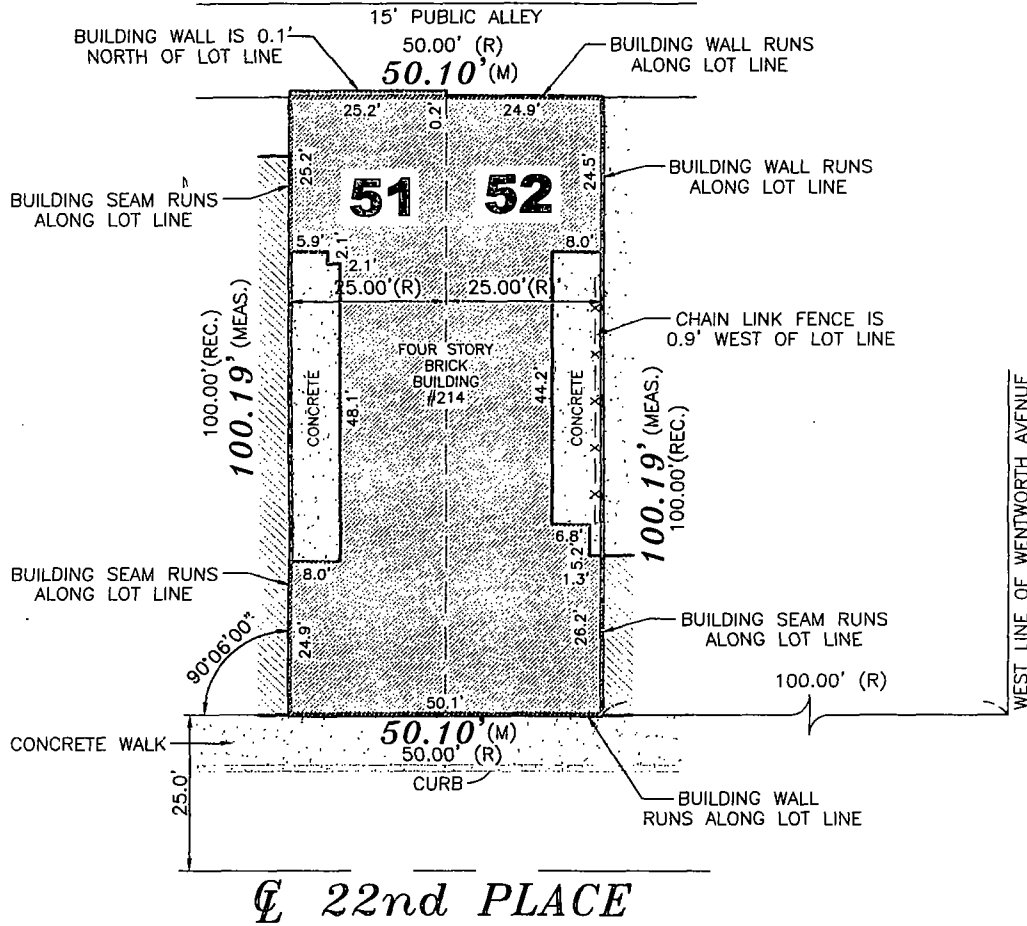 15' PUBLIC ALLEY
50.00' (R)
50.10' (M)
BUILDING WALL IS 0.1'
NORTH OF LOT LINE
BUILDING WALL RUNS
ALONG LOT LINE
25.2'
0.2'
24.9'
25.2'
24.5'
BUILDING WALL RUNS
ALONG LOT LINE
BUILDING SEAM RUNS
ALONG LOT LINE
51
52
5.9'
2.1'
2.1'
8.0'
25.00'(R)
25.00'(R)
CHAIN LINK FENCE IS
0.9' WEST OF LOT LINE
100.00'(REC.)
100.19' (MEAS.)
CONCRETE
48.1'
FOUR STORY
BRICK
BUILDING
#214
44.2'
CONCRETE
100.19' (MEAS.)
100.00'(REC.)
WEST LINE OF WENTWORTH AVENUE
6.8'
5.2'
1.3'
8.0'
BUILDING SEAM RUNS
ALONG LOT LINE
24.9'
26.2'
BUILDING SEAM RUNS
ALONG LOT LINE
90°06'00"
100.00' (R)
50.1'
50.10' (M)
50.00' (R)
CONCRETE WALK
CURB
25.0'
BUILDING WALL
RUNS ALONG LOT LINE
℄ 22nd PLACE